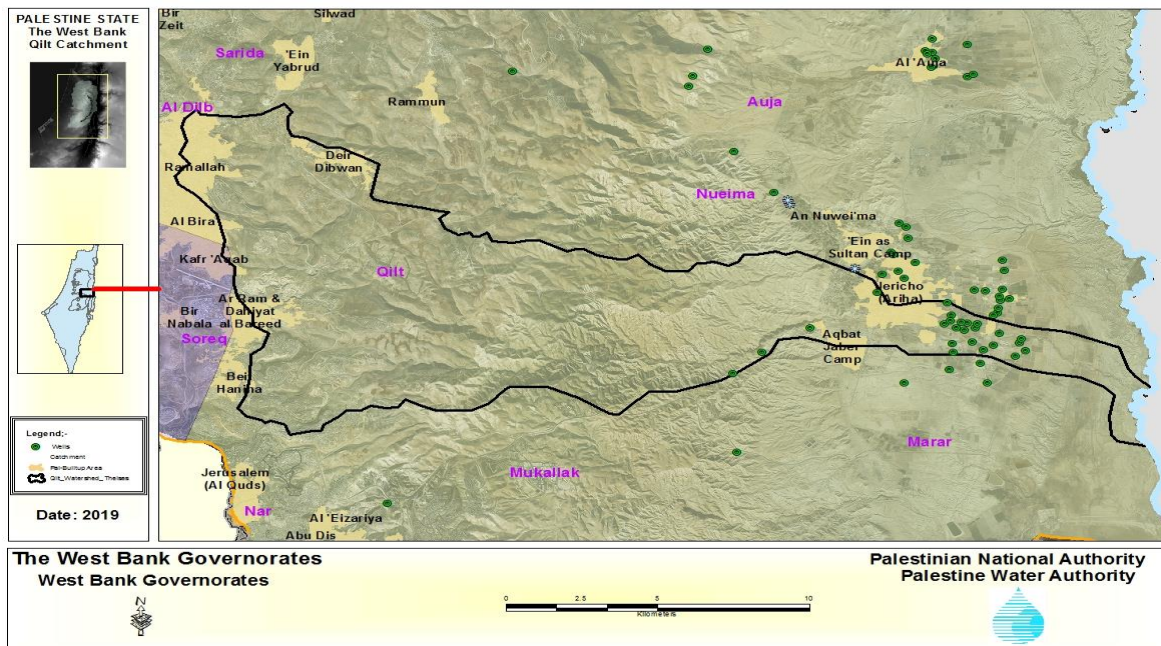 PALESTINE STATE
The West Bank
Qilt Catchment
Legend;-
Wells
Catchment
Pal-Builtup Area
Qilt_Watershed_Theises
Date: 2019
Bir
Zeit
Silwad
Sarida
'Ein
Yabrud
Al Dilb
Rammun
Auja
Al 'Auja
Ramallah
Deir
Dibwan
Nueima
Al Bira
An Nuwei'ma
Kafr 'Aqab
'Ein as
Sultan Camp
Qilt
Jericho
(Ariha)
Ar Ram &
Dahiyat
al Bareed
Bir
Nabala
Soreq
Aqbat
Jaber
Camp
Beit
Hanina
Marar
Jerusalem
(Al Quds)
Mukallak
Nar
Al 'Eizariya
Abu Dis
The West Bank Governorates
West Bank Governorates
N
0 2.5 5 10
Kilometers
Palestinian National Authority
Palestine Water Authority